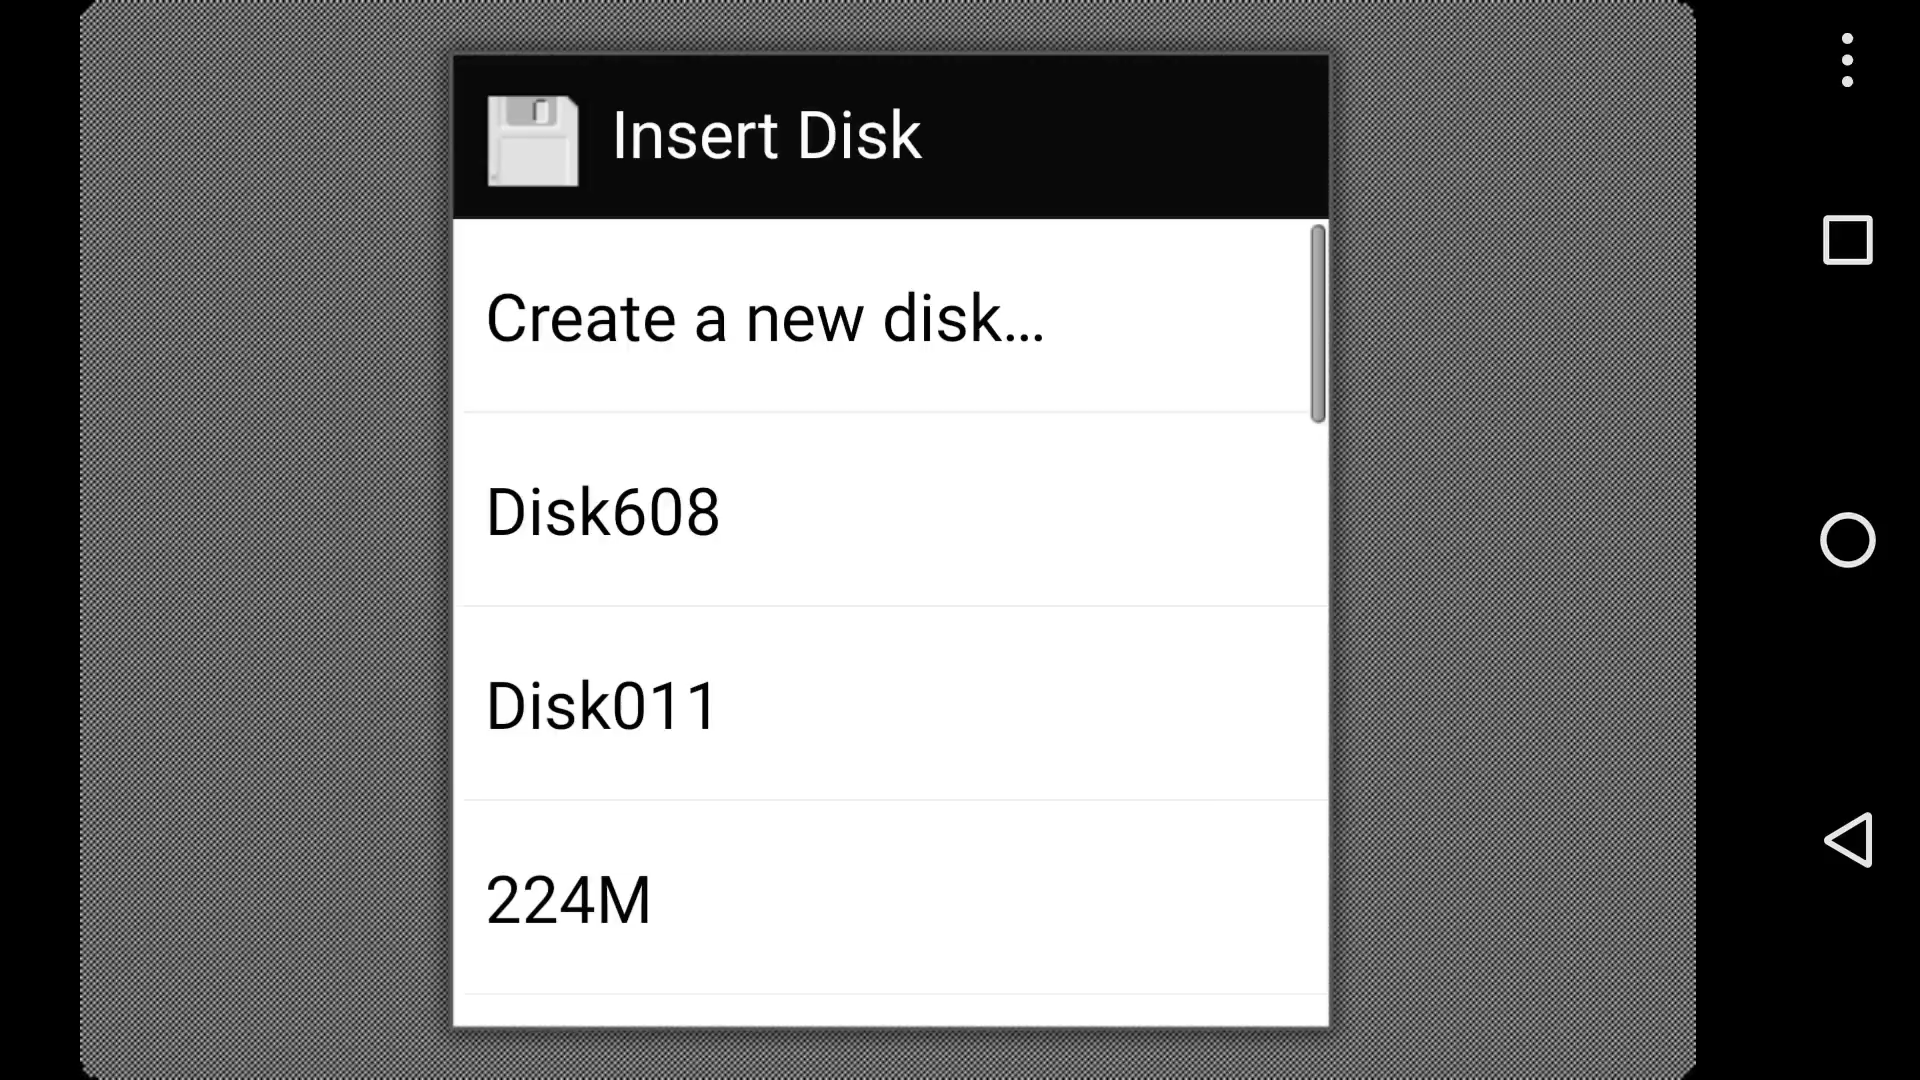 Insert Disk
Create a new disk...
Disk608
Disk011
224M